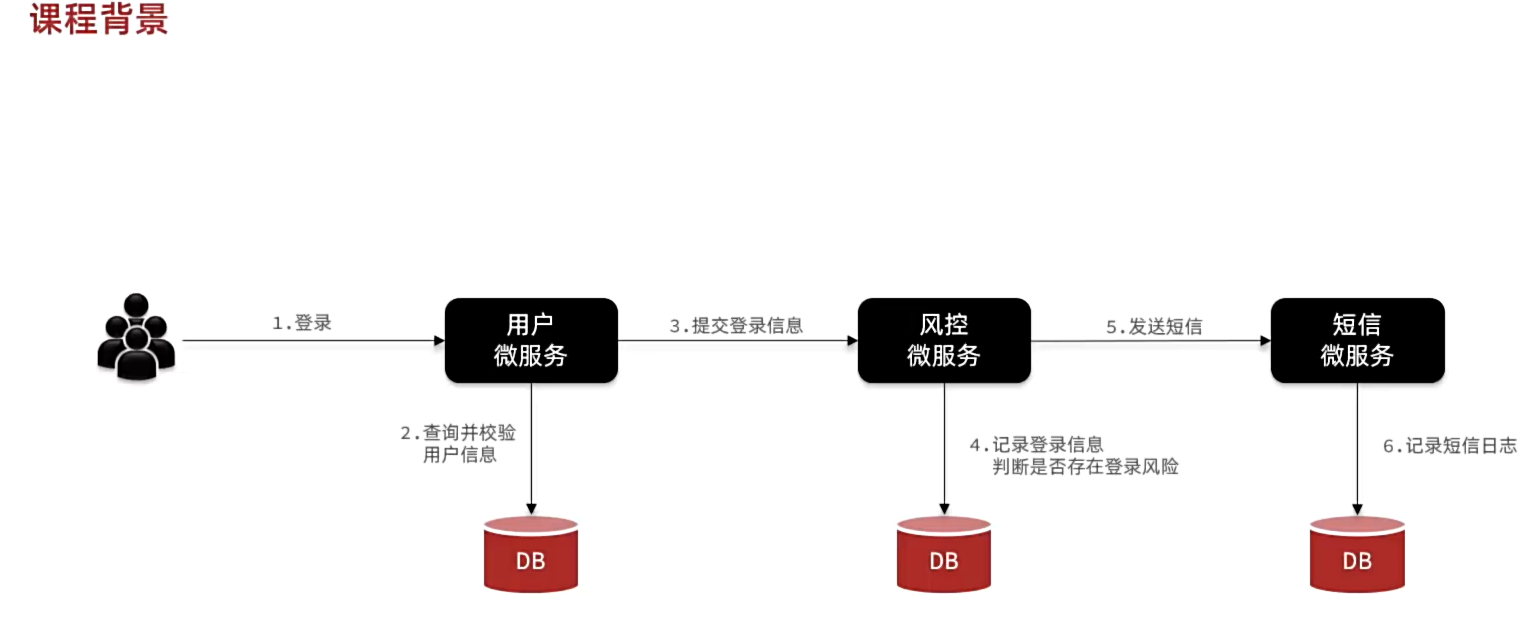 课程背景
1.登录
用户
微服务
3.提交登录信息
风控
微服务
5.发送短信
短信
微服务
2.查询并校验
用户信息
4.记录登录信息
判断是否存在登录风险
6.记录短信日志
DB
DB
DB